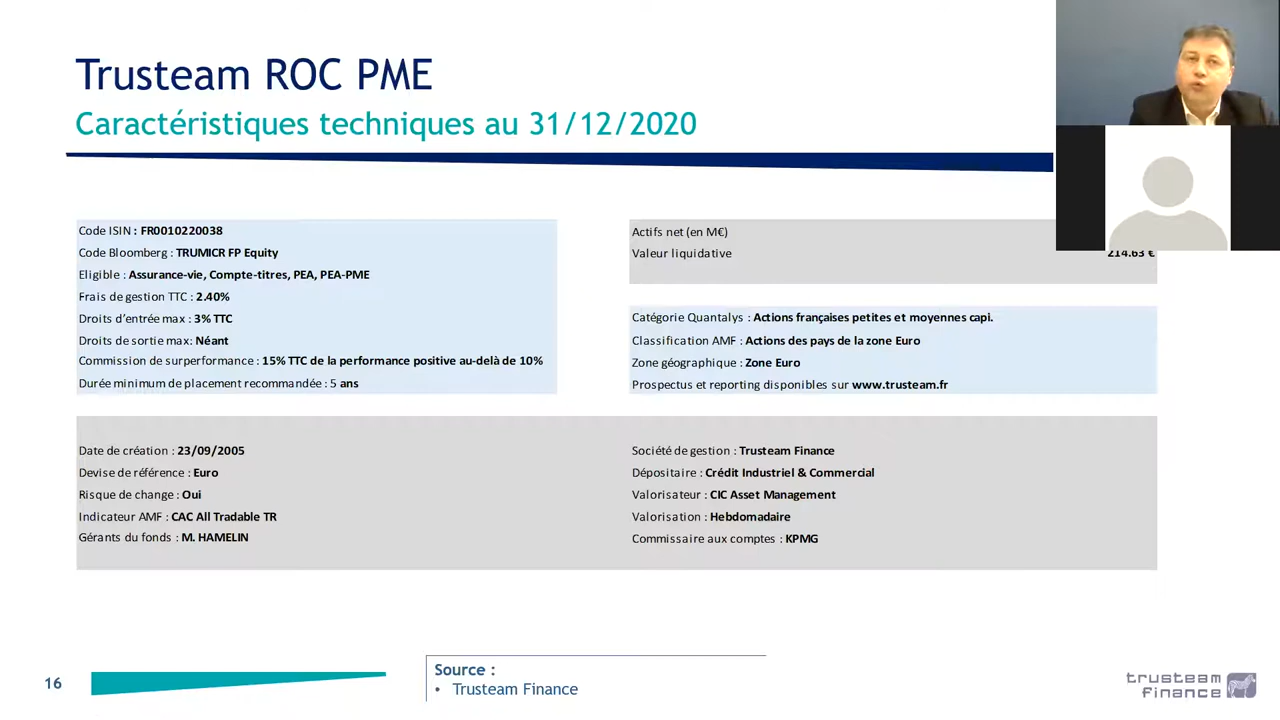 Trusteam ROC PME
Caractéristiques techniques au 31/12/2020
Code ISIN : FR0010220038
Code Bloomberg : TRUMICR FP Equity
Eligible : Assurance-vie, Compte-titres, PEA, PEA-PME
Frais de gestion TTC : 2.40%
Droits d'entrée max : 3% TTC
Droits de sortie max: Néant
Commission de surperformance : 15% TTC de la performance positive au-delà de 10%
Durée minimum de placement recommandée : 5 ans
Actifs net (en M€)
Valeur liquidative 214.63 €
Catégorie Quantalys : Actions françaises petites et moyennes capi.
Classification AMF : Actions des pays de la zone Euro
Zone géographique : Zone Euro
Prospectus et reporting disponibles sur www.trusteam.fr
Date de création : 23/09/2005
Devise de référence : Euro
Risque de change : Oui
Indicateur AMF : CAC All Tradable TR
Gérants du fonds : M. HAMELIN
Société de gestion : Trusteam Finance
Dépositaire : Crédit Industriel & Commercial
Valorisateur : CIC Asset Management
Valorisation : Hebdomadaire
Commissaire aux comptes : KPMG
16
Source :
• Trusteam Finance
trusteam
finance